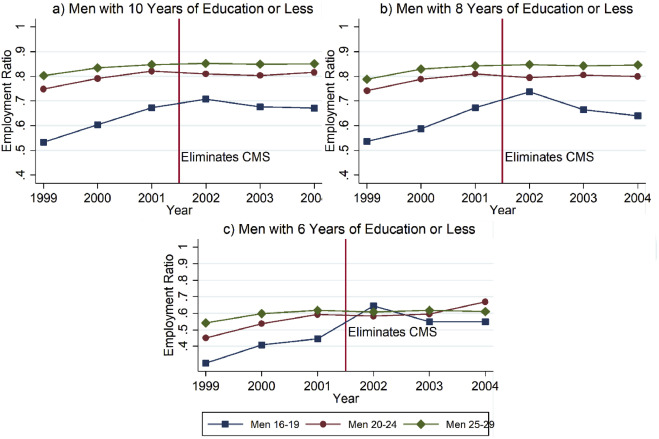 a) Men with 10 Years of Education or Less
Employment Ratio
1
.9
.8
.7
.6
.5
.4
Eliminates CMS
1999 2000 2001 2002 2003 200
Year
b) Men with 8 Years of Education or Less
Employment Ratio
1
.9
.8
.7
.6
.5
.4
Eliminates CMS
1999 2000 2001 2002 2003 2004
Year
c) Men with 6 Years of Education or Less
Employment Ratio
1
.9
.8
.7
.6
.5
.4
Eliminates CMS
1999 2000 2001 2002 2003 2004
Year
Men 16-19 Men 20-24 Men 25-29